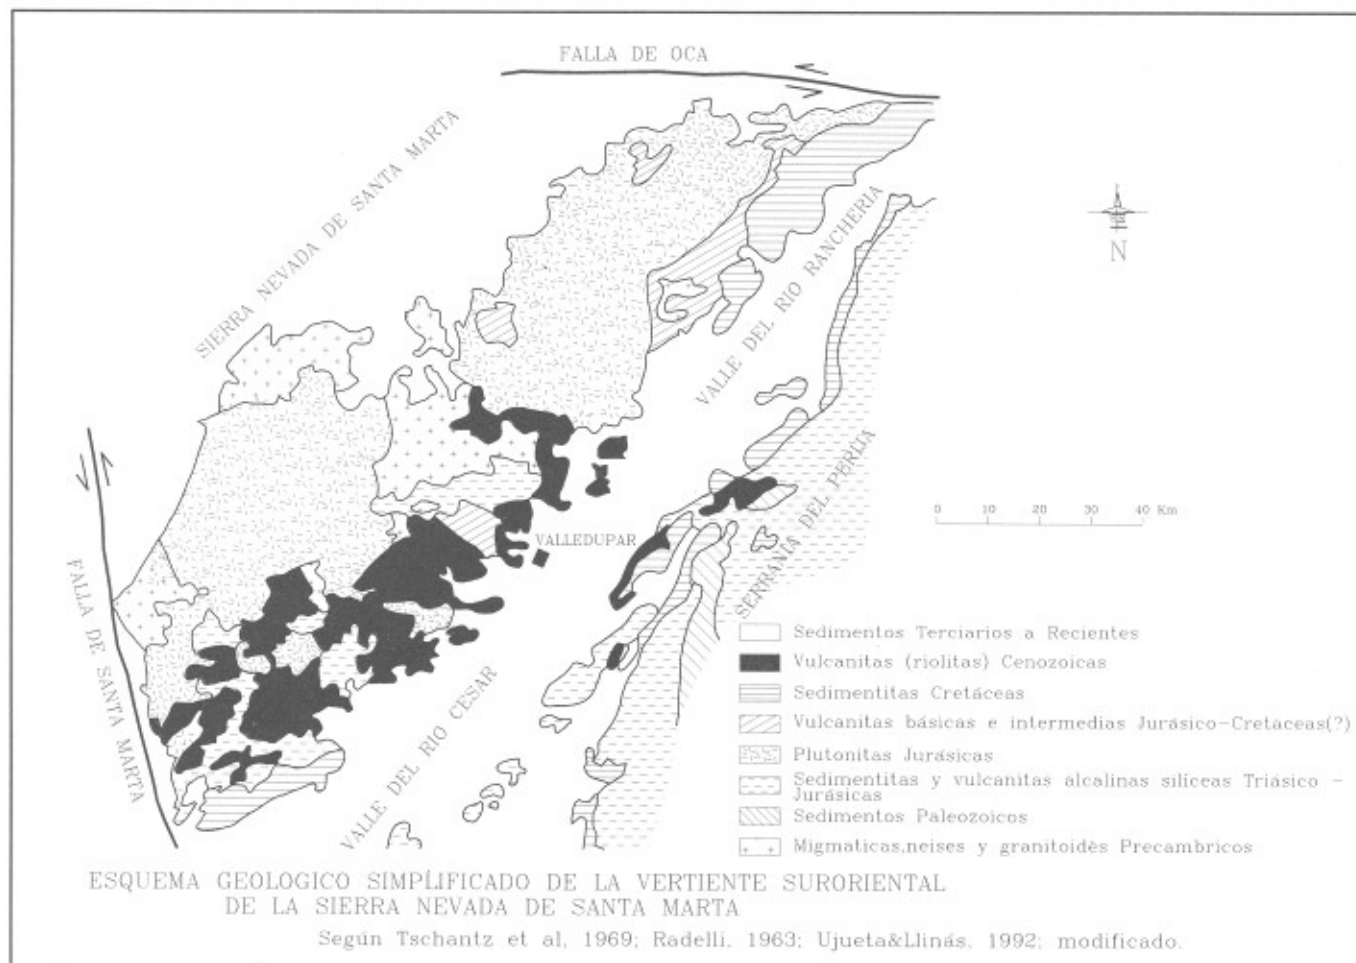 FALLA DE OCA
SIERRA NEVADA DE SANTA MARTA
VALLE DEL RIO RANCHERIA
N
SERRANIA DEL PERIJA
0 10 20 30 40 Km
VALLEDUPAR
FALLA DE SANTA MARTA
VALLE DEL RIO CESAR
Sedimentos Terciarios a Recientes
Vulcanitas (riolitas) Cenozoicas
Sedimentitas Cretáceas
Vulcanitas básicas e intermedias Jurásico-Cretáceas(?)
Plutonitas Jurásicas
Sedimentitas y vulcanitas alcalinas silíceas Triásico -
Jurásicas
Sedimentos Paleozoicos
Migmaticas,neises y granitoidès Precambricos
ESQUEMA GEOLOGICO SIMPLIFICADO DE LA VERTIENTE SURORIENTAL
DE LA SIERRA NEVADA DE SANTA MARTA
Según Tschantz et al, 1969; Radelli, 1963; Ujueta&Llinás, 1992; modificado.